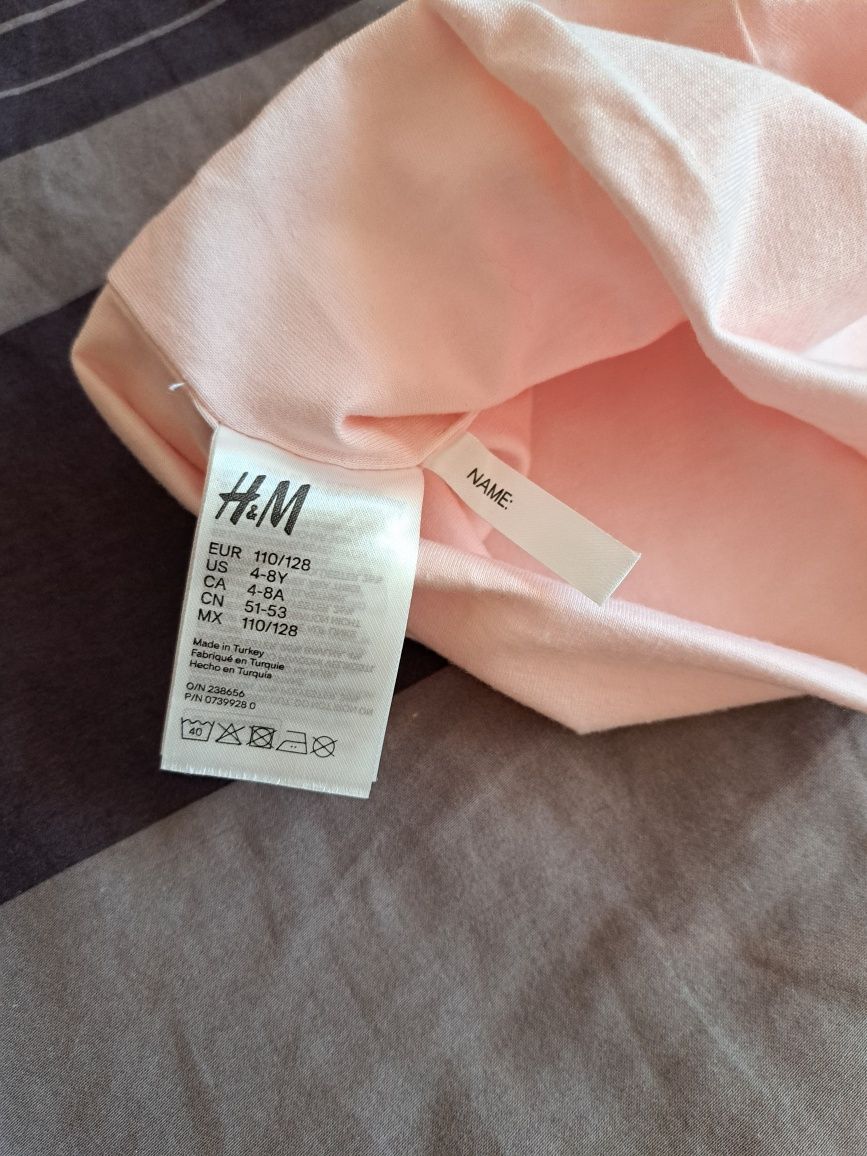 H&M
EUR 110/128
US 4-8Y
CA 4-8A
CN 51-53
MX 110/128
Made in Turkey
Fabriqué en Turquie
Hecho en Turquía
O/N 238656
P/N 0739928 0
40
NAME: